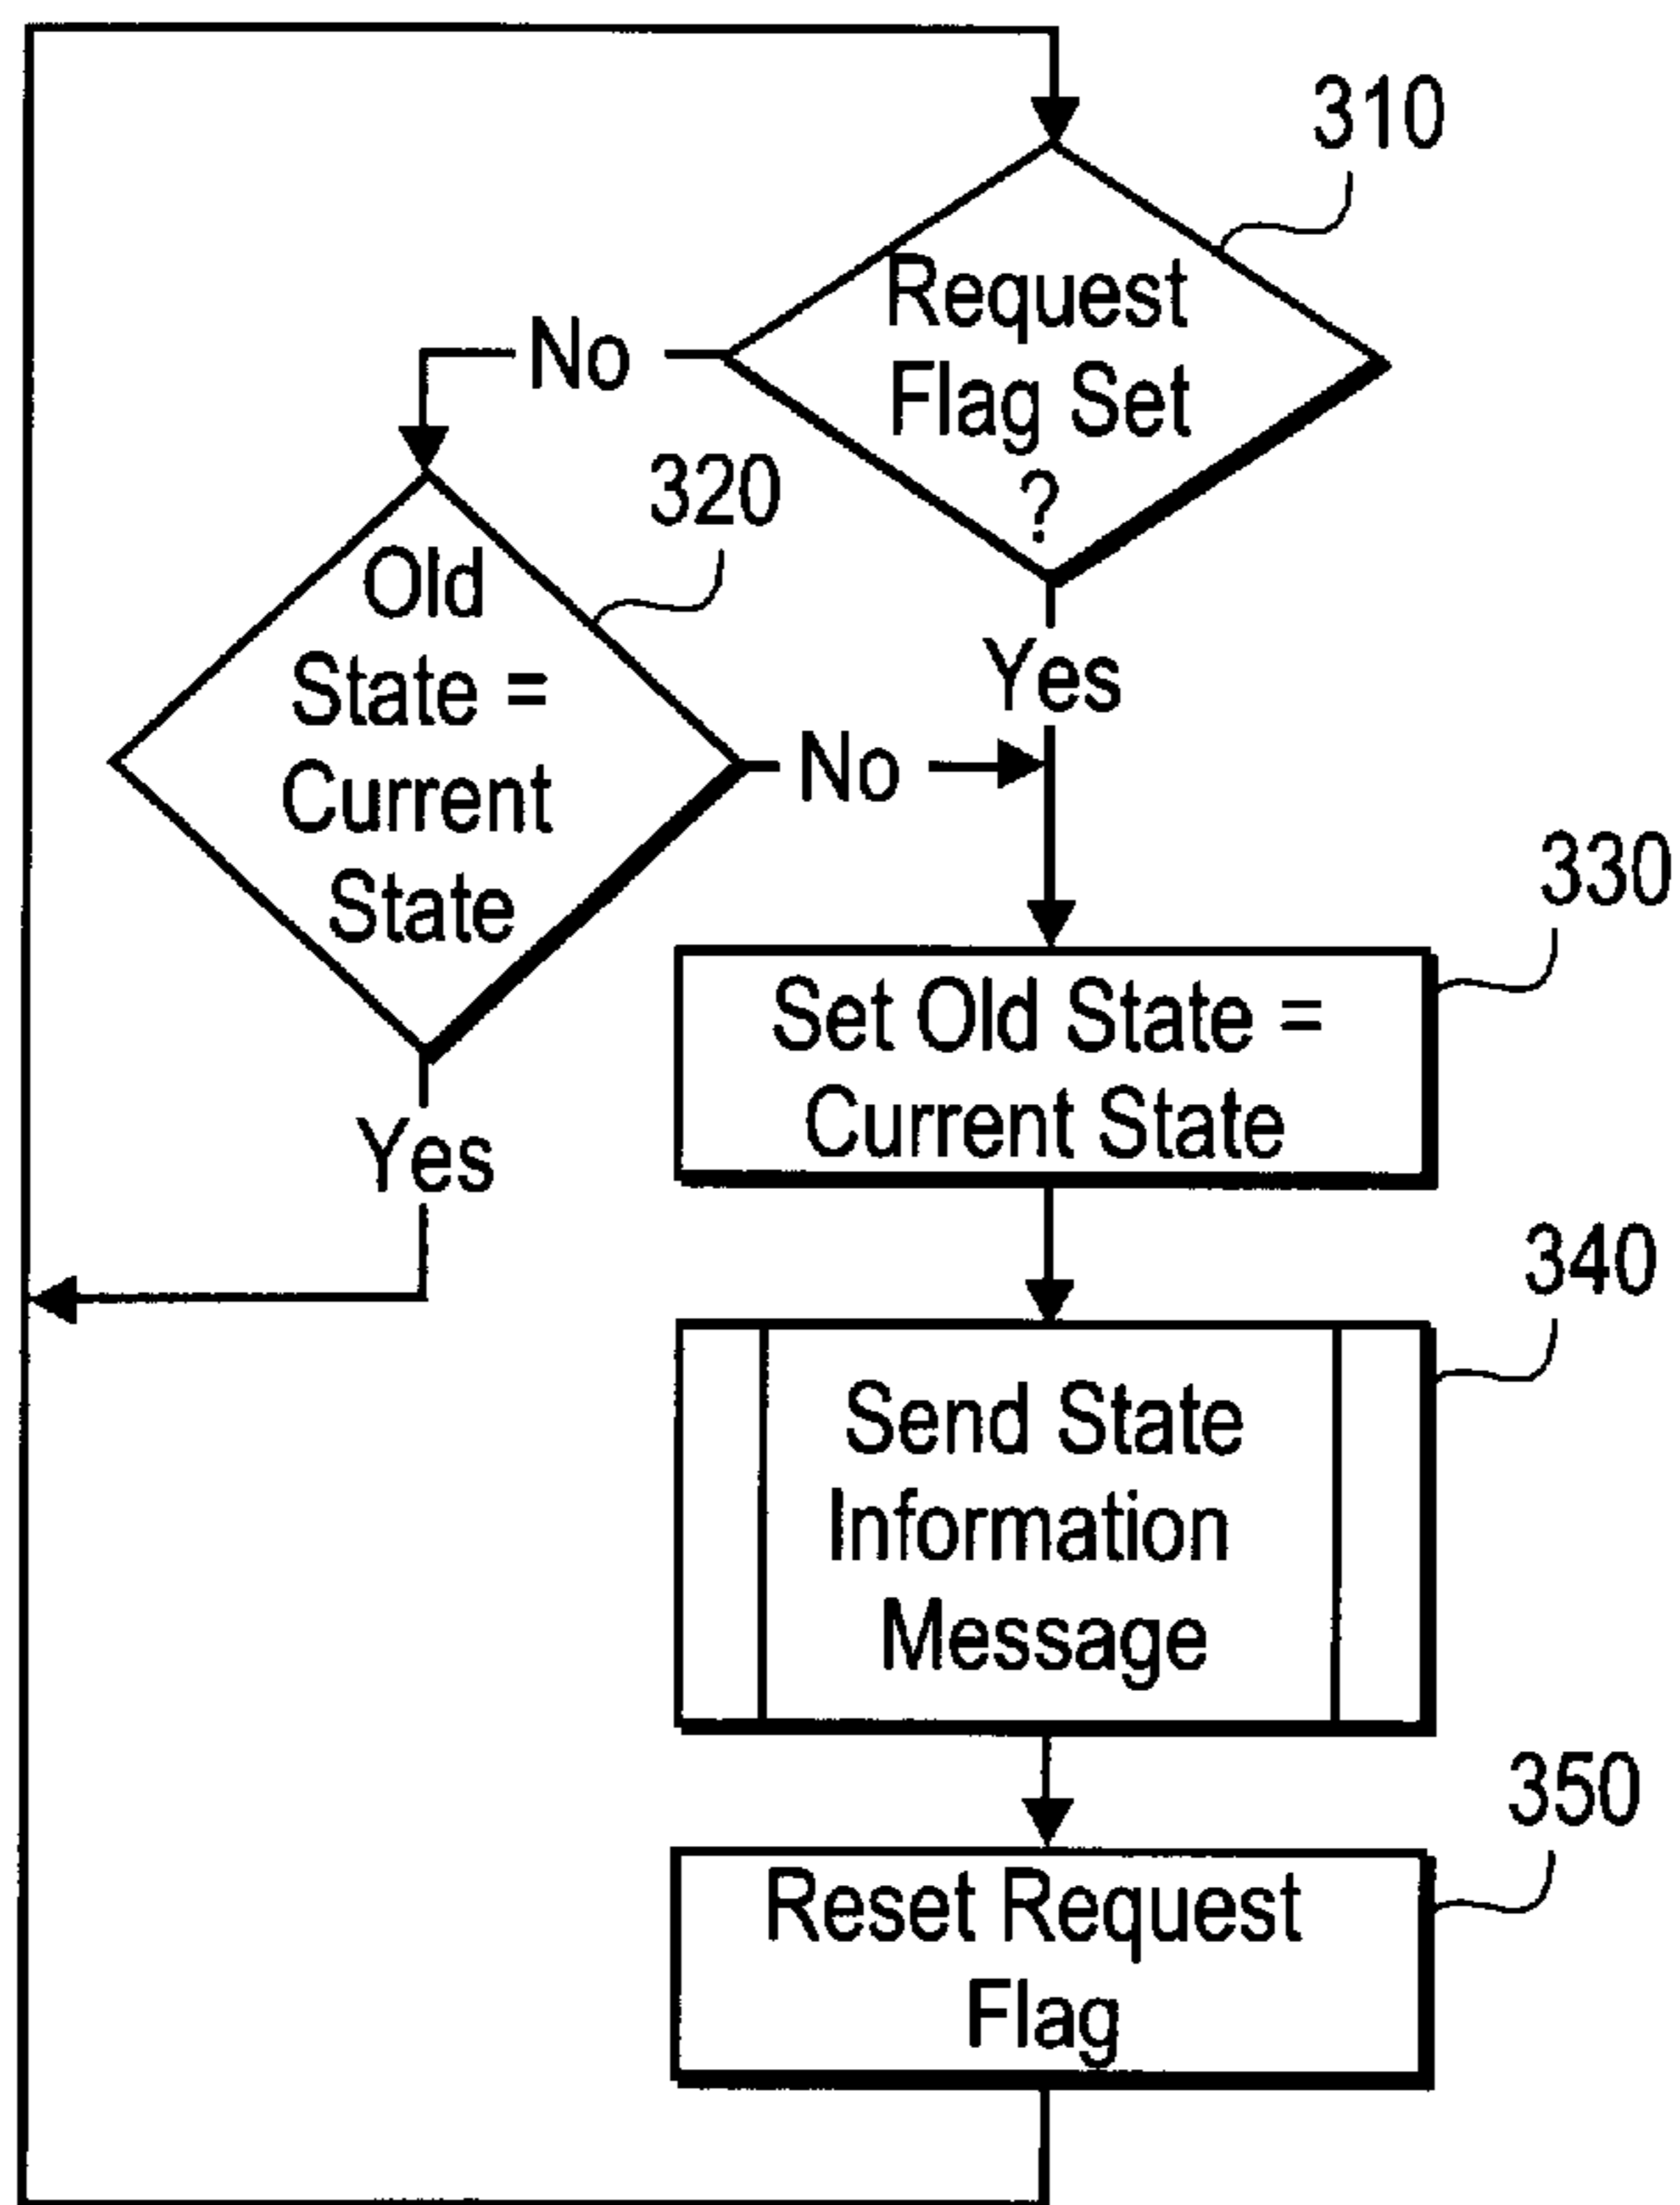 310
Request
Flag Set
?
No
320
Old
State =
Current
State
Yes
No
330
Set Old State =
Current State
Yes
340
Send State
Information
Message
350
Reset Request
Flag